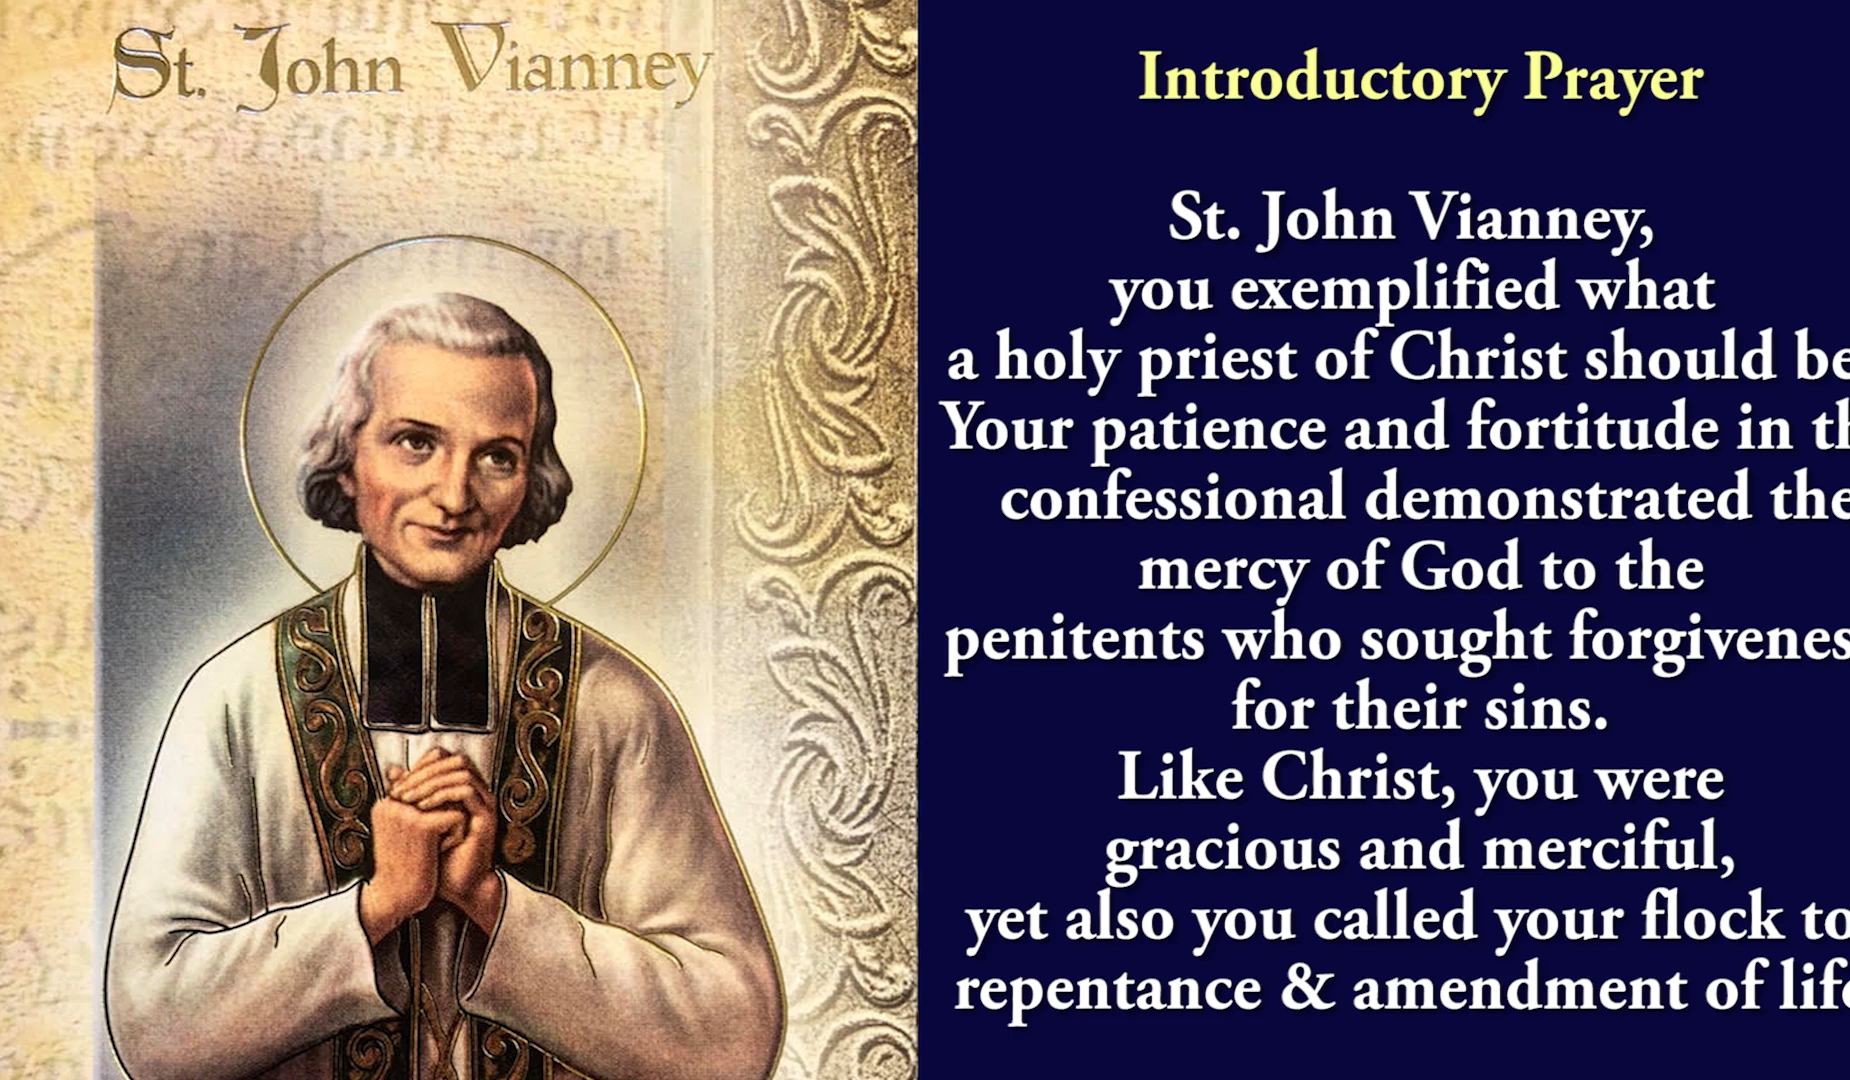 St. John Vianney
Introductory Prayer
St. John Vianney,
you exemplified what
a holy priest of Christ should be
Your patience and fortitude in th
confessional demonstrated the
mercy of God to the
penitents who sought forgivenes
for their sins.
Like Christ, you were
gracious and merciful,
yet also you called your flock to
repentance & amendment of life